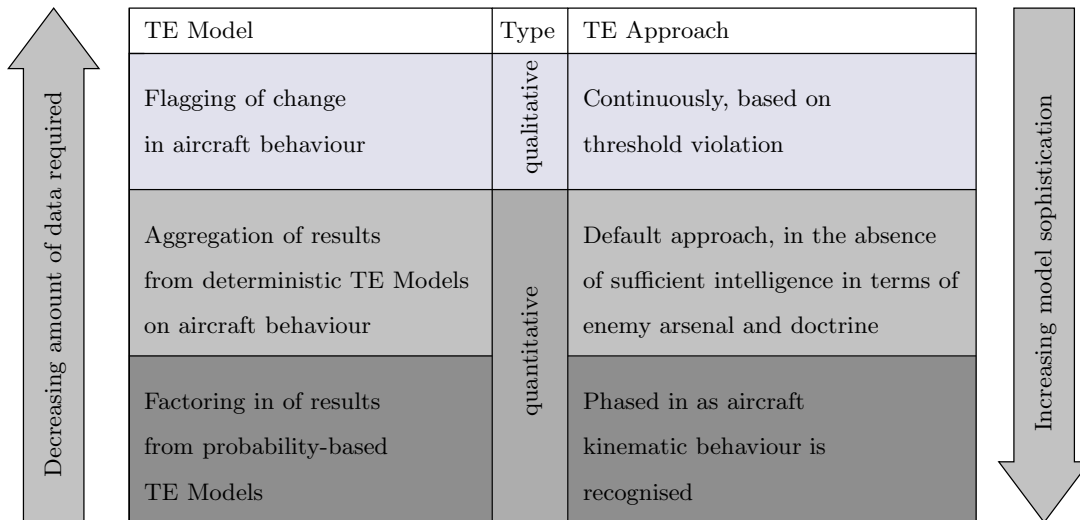 Decreasing amount of data required
TE Model
Type
TE Approach
Flagging of change
in aircraft behaviour
qualitative
Continuously, based on
threshold violation
Aggregation of results
from deterministic TE Models
on aircraft behaviour
quantitative
Default approach, in the absence
of sufficient intelligence in terms of
enemy arsenal and doctrine
Factoring in of results
from probability-based
TE Models
Phased in as aircraft
kinematic behaviour is
recognised
Increasing model sophistication